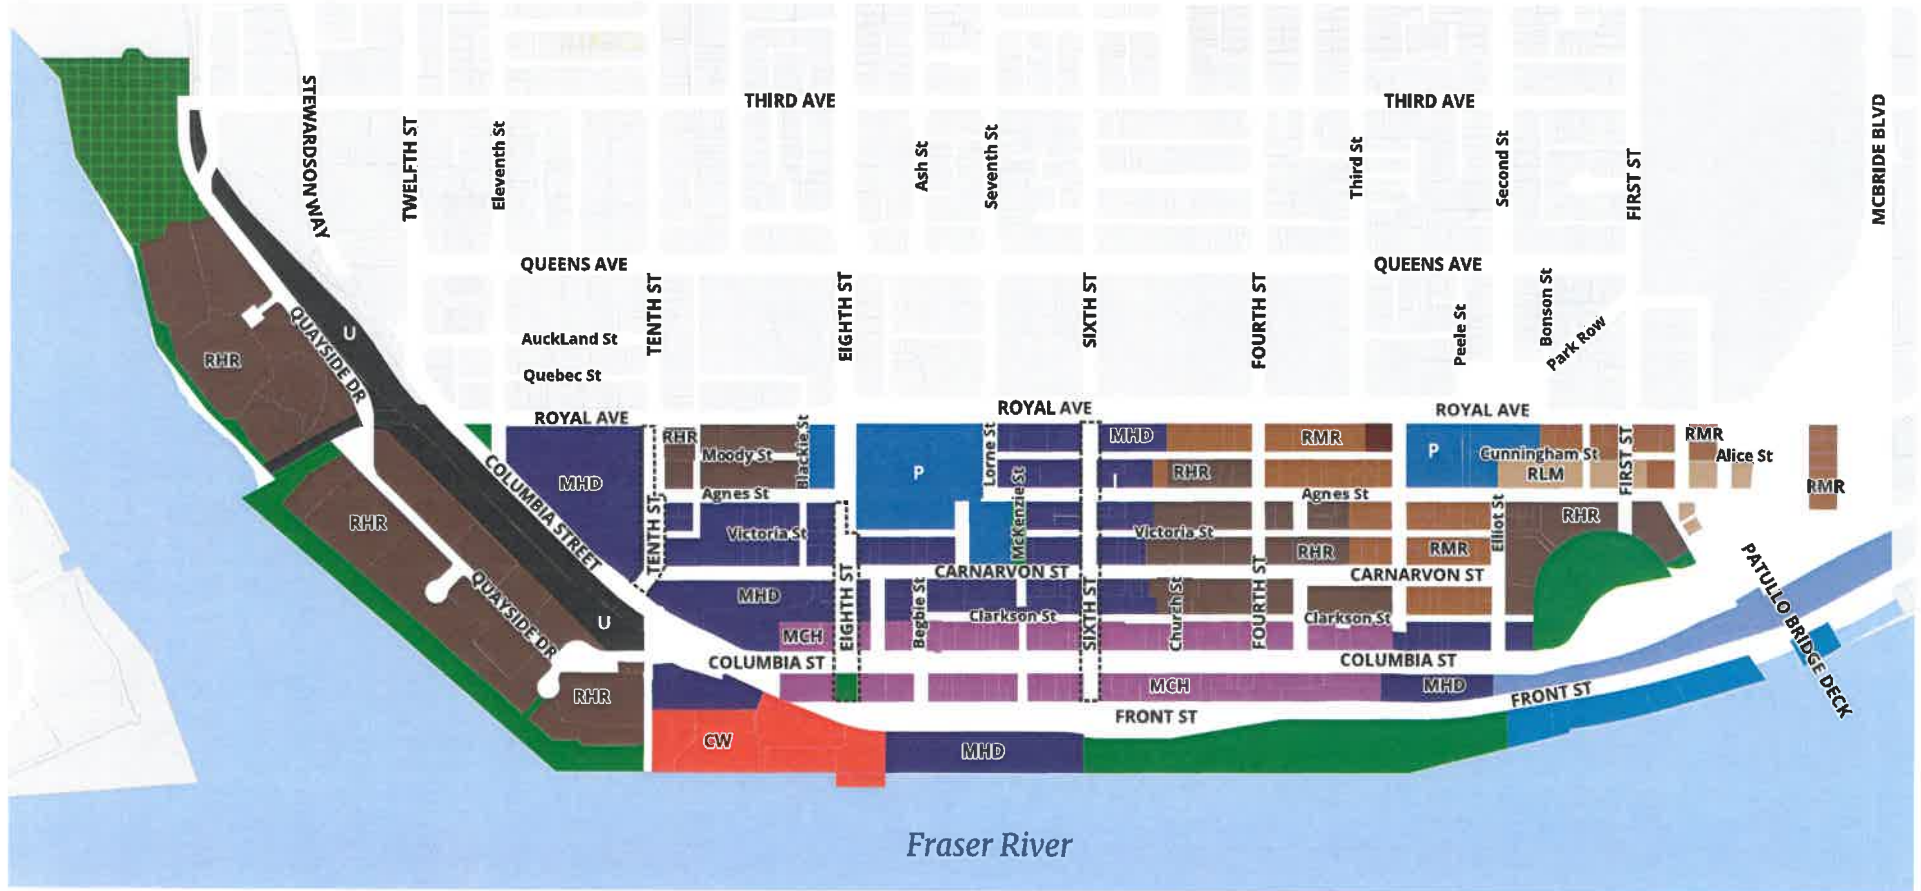 THIRD AVE
THIRD AVE
STEWARDSON WAY
TWELFTH ST
Eleventh St
Ash St
Seventh St
Third St
Second St
FIRST ST
MCBRIDE BLVD
QUEENS AVE
QUEENS AVE
TENTH ST
EIGHTH ST
SIXTH ST
FOURTH ST
Peele St
Bonson St
Park Row
AuckLand St
Quebec St
U
QUAYSIDE DR
RHR
ROYAL AVE
ROYAL AVE
ROYAL AVE
RHR
Moody St
Blackie St
Lorne St
MHD
RMR
P
Cunningham St
FIRST ST
RMR
Alice St
P
RHR
RLM
I
MHD
COLUMBIA STREET
TENTH ST
Agnes St
McKenzie St
Agnes St
Elliot St
RMR
RHR
RHR
Victoria St
Victoria St
RHR
RMR
CARNARVON ST
CARNARVON ST
PATULLO BRIDGE DECK
QUAYSIDE DR
MHD
EIGHTH ST
Begbie St
Clarkson St
SIXTH ST
Church St
FOURTH ST
Clarkson St
U
MCH
COLUMBIA ST
COLUMBIA ST
RHR
MCH
MHD
FRONT ST
FRONT ST
CW
MHD
Fraser River